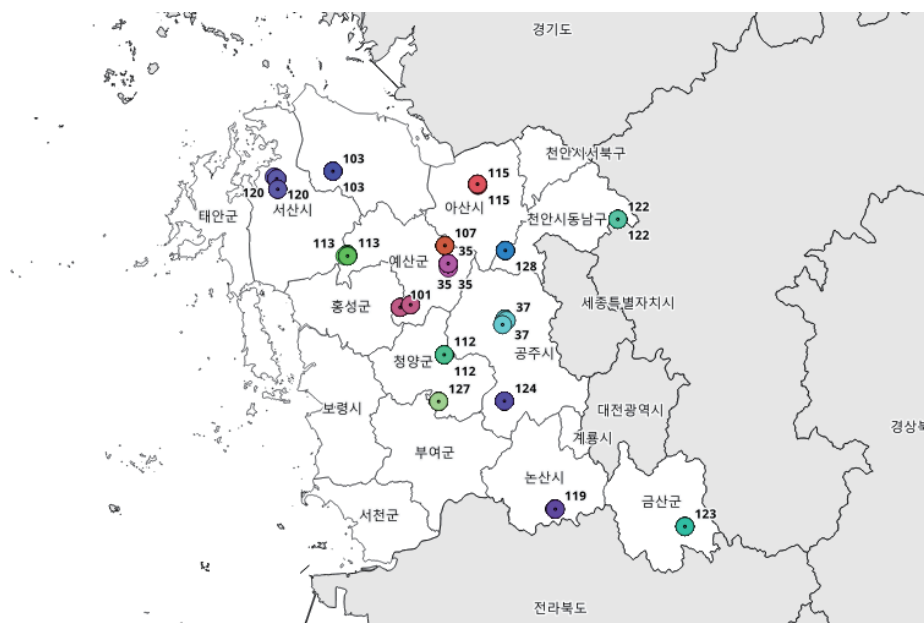 경기도
천안시서북구
103
115
120
120
103
아산시
115
122
태안군
서산시
천안시동남구
122
113
113
107
35
예산군
128
35
35
101
세종특별자치시
홍성군
37
37
112
공주시
청양군
112
127
124
보령시
대전광역시
계룡시
경상북
부여군
논산시
119
금산군
123
서천군
전라북도